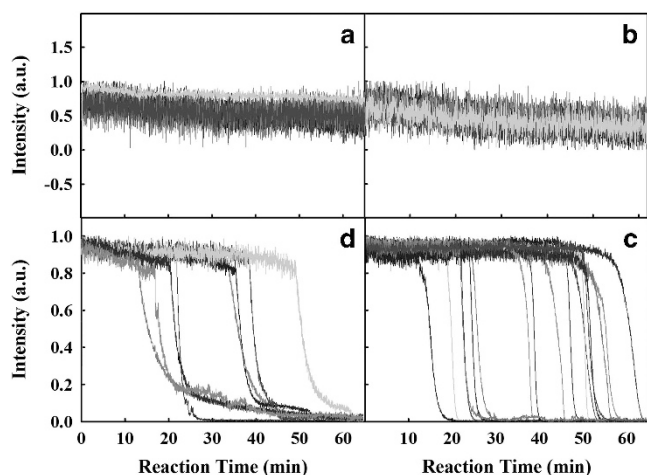 a
b
1.5
1.0
0.5
0.0
-0.5
Intensity (a.u.)
d
c
1.0
0.8
0.6
0.4
0.2
0.0
Intensity (a.u.)
0 10 20 30 40 50 60
10 20 30 40 50 60
Reaction Time (min)
Reaction Time (min)